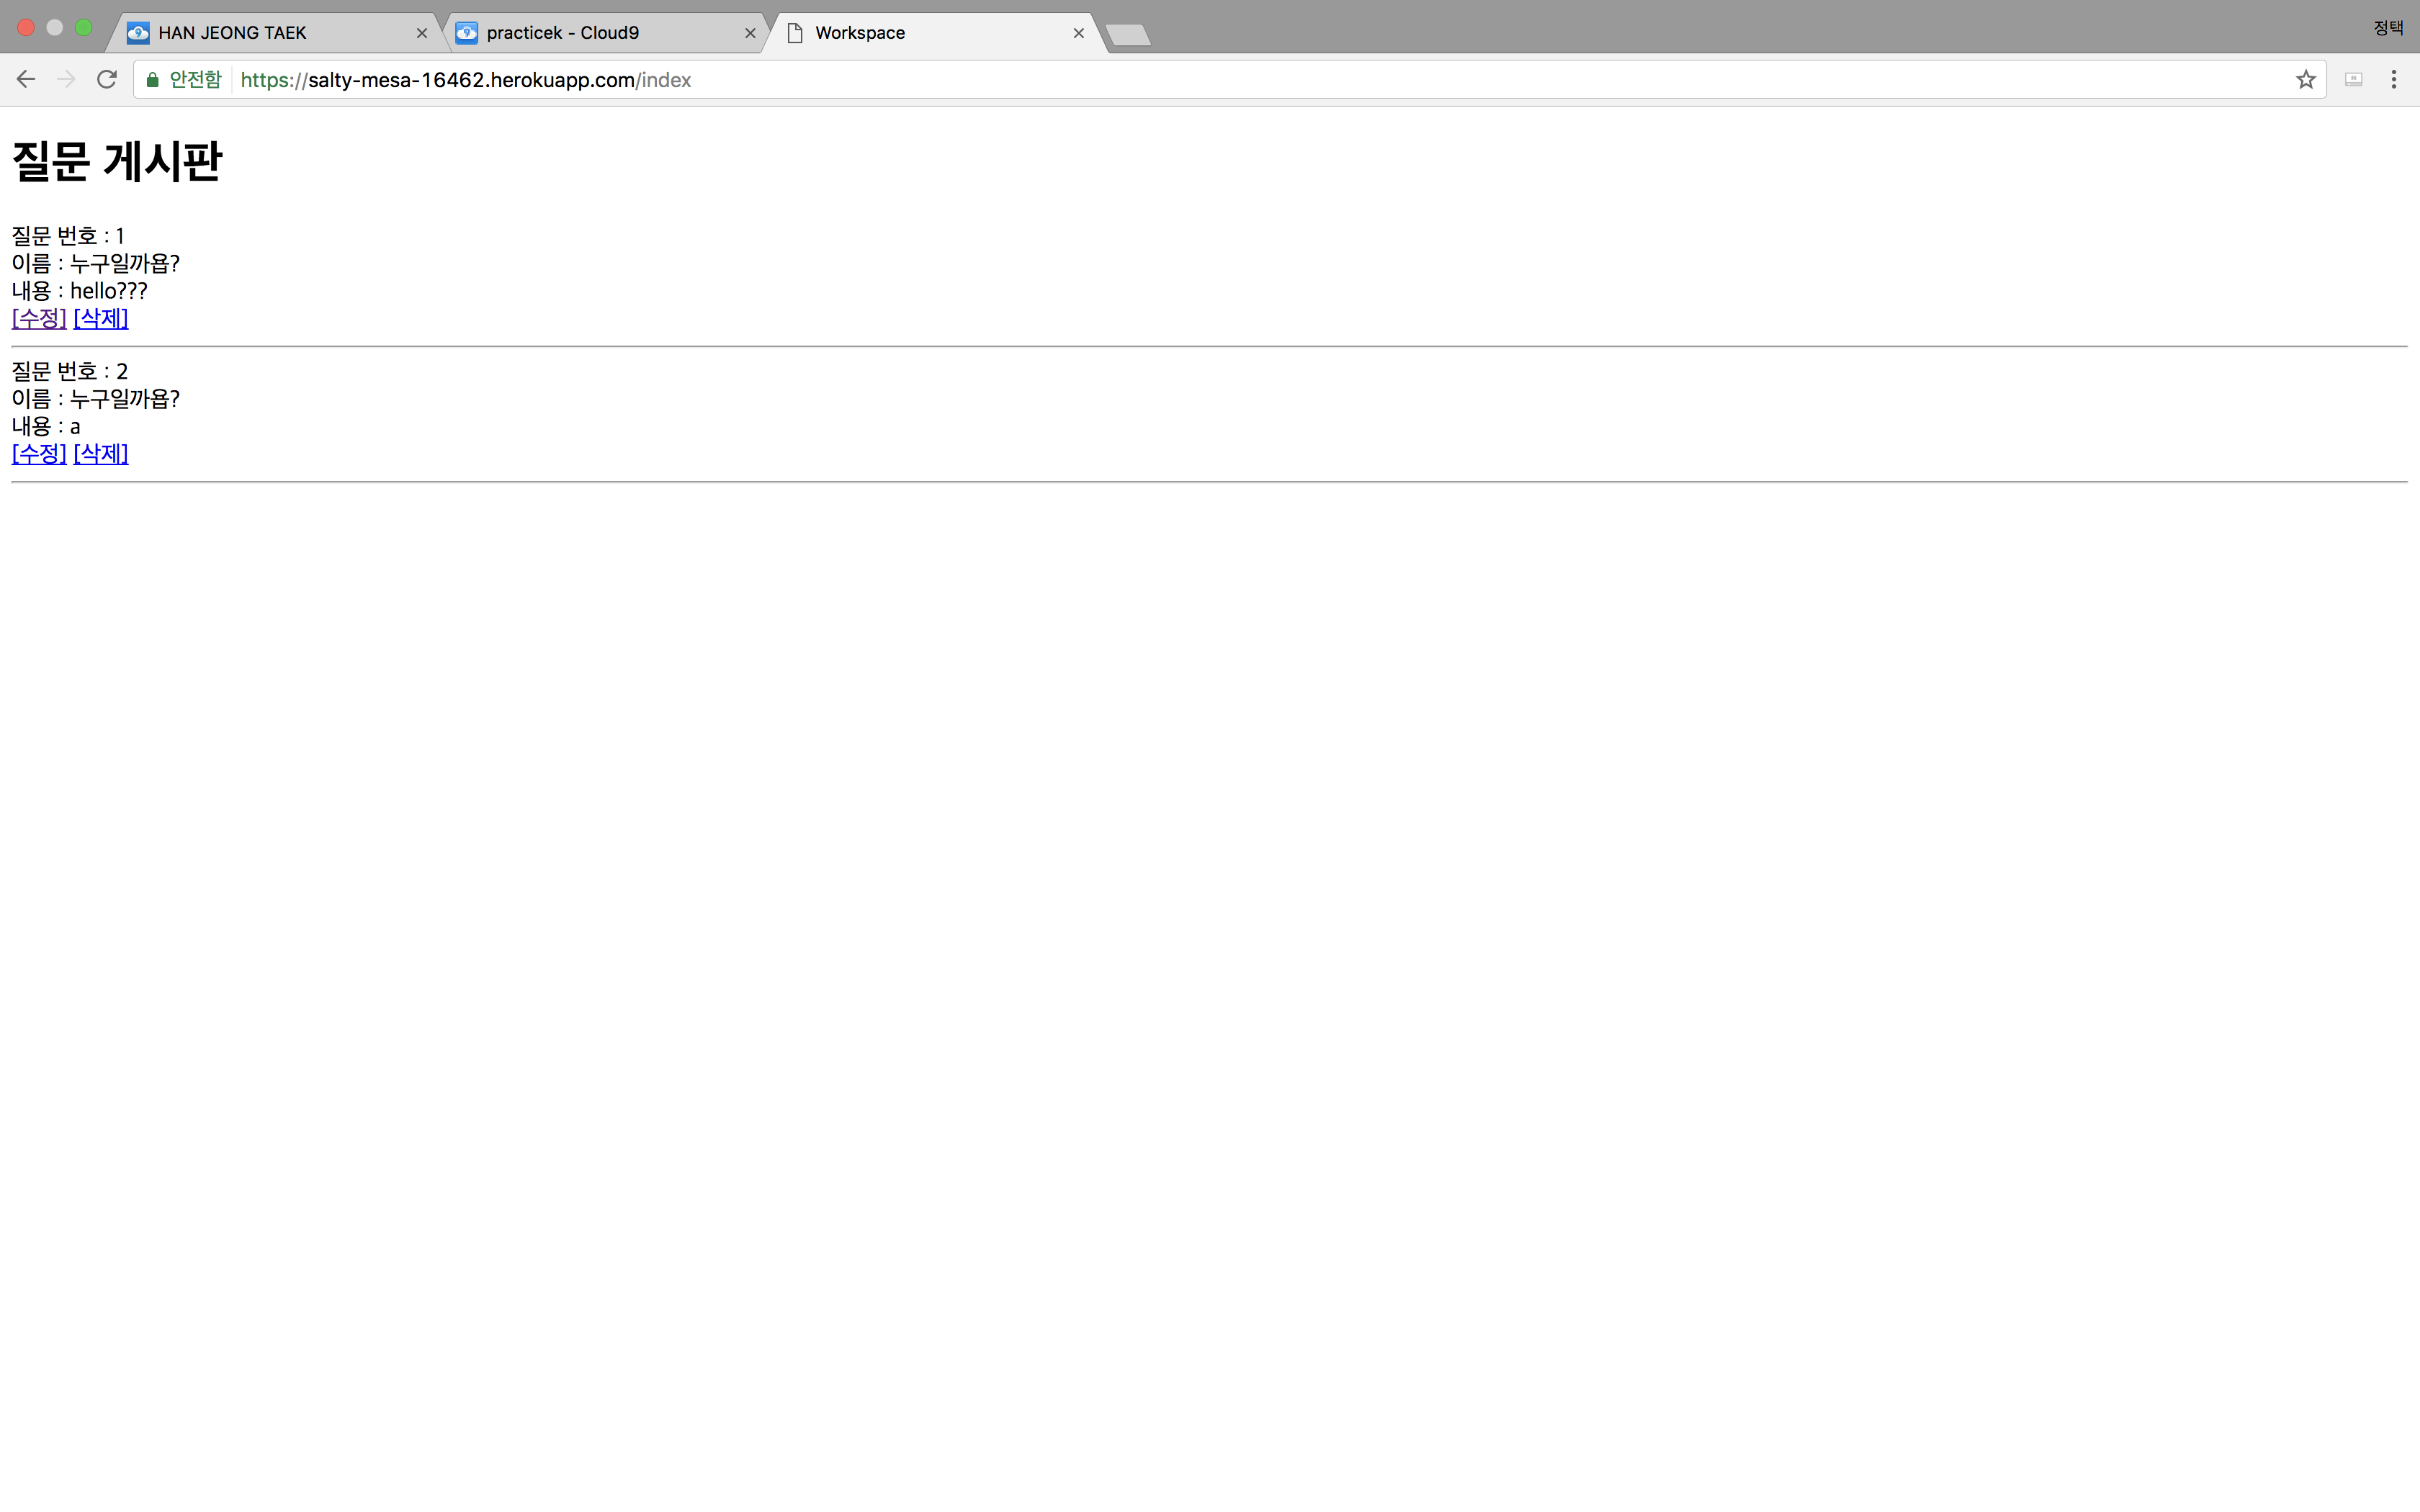 HAN JEONG TAEK
practicek - Cloud9
Workspace
정택
안전함 https://salty-mesa-16462.herokuapp.com/index
질문 게시판
질문 번호 : 1
이름 : 누구일까욥?
내용 : hello???
[수정] [삭제]
질문 번호 : 2
이름 : 누구일까욥?
내용 : a
[수정] [삭제]